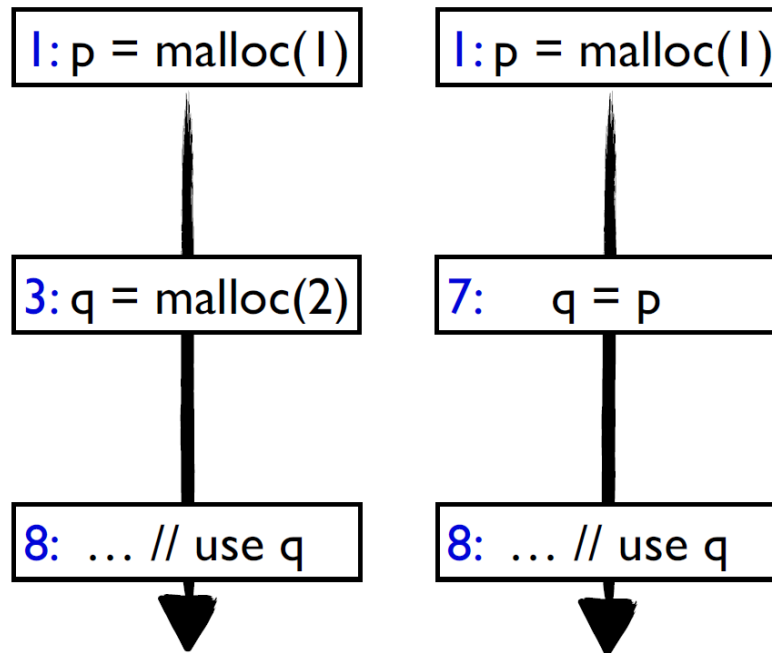 1: p = malloc(1)
3: q = malloc(2)
8: … // use q
1: p = malloc(1)
7: q = p
8: … // use q